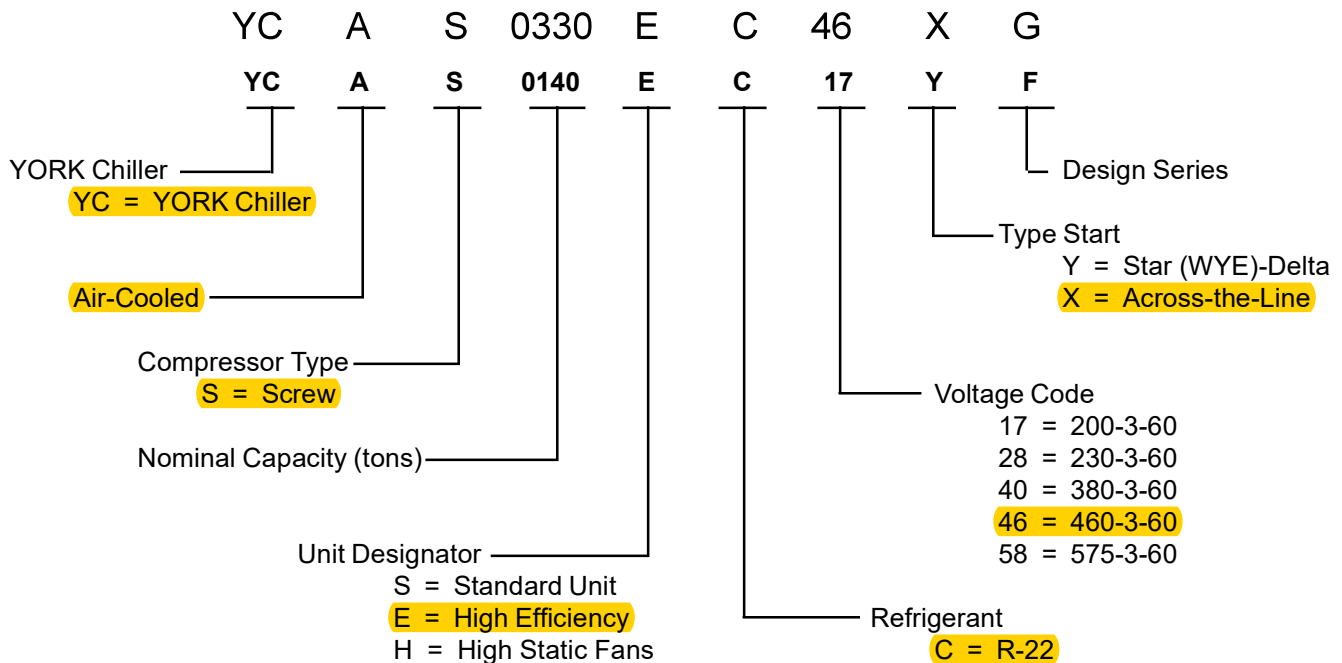 YC A S 0330 E C 46 X G
YC A S 0140 E C 17 Y F
YORK Chiller
YC = YORK Chiller
Design Series
Type Start
Y = Star (WYE)-Delta
X = Across-the-Line
Air-Cooled
Compressor Type
S = Screw
Voltage Code
17 = 200-3-60
28 = 230-3-60
40 = 380-3-60
46 = 460-3-60
58 = 575-3-60
Nominal Capacity (tons)
Unit Designator
S = Standard Unit
E = High Efficiency
H = High Static Fans
Refrigerant
C = R-22